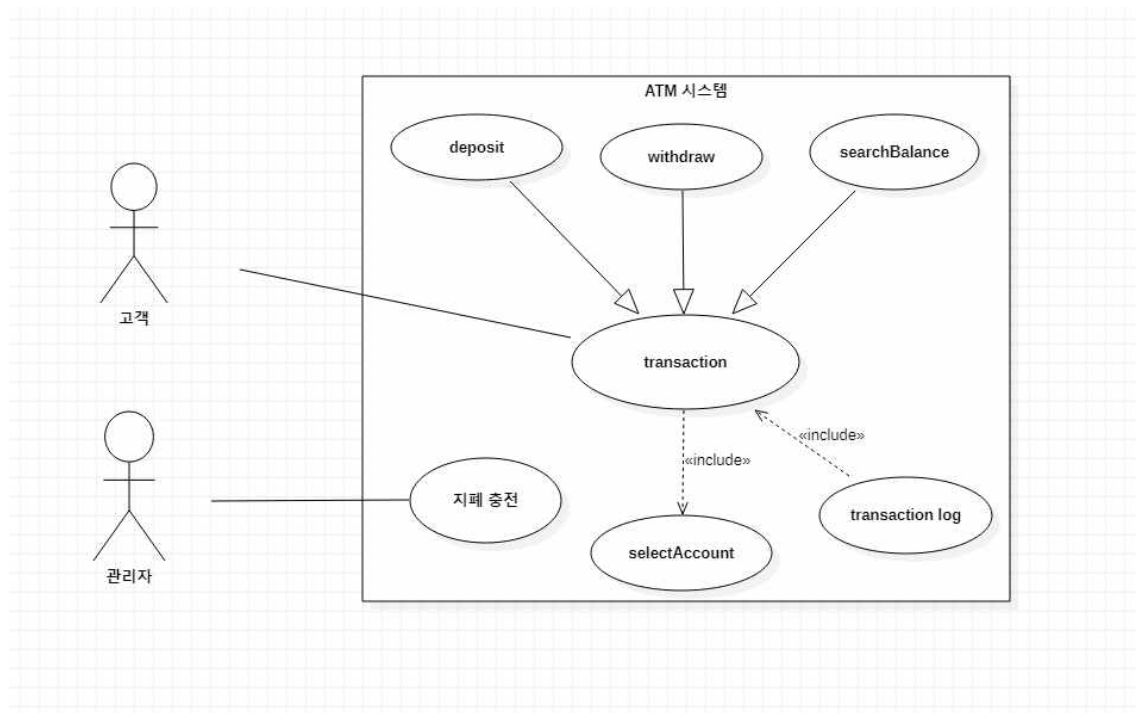 ATM 시스템
deposit
withdraw
searchBalance
고객
transaction
«include»
«include»
지폐 충전
transaction log
selectAccount
관리자